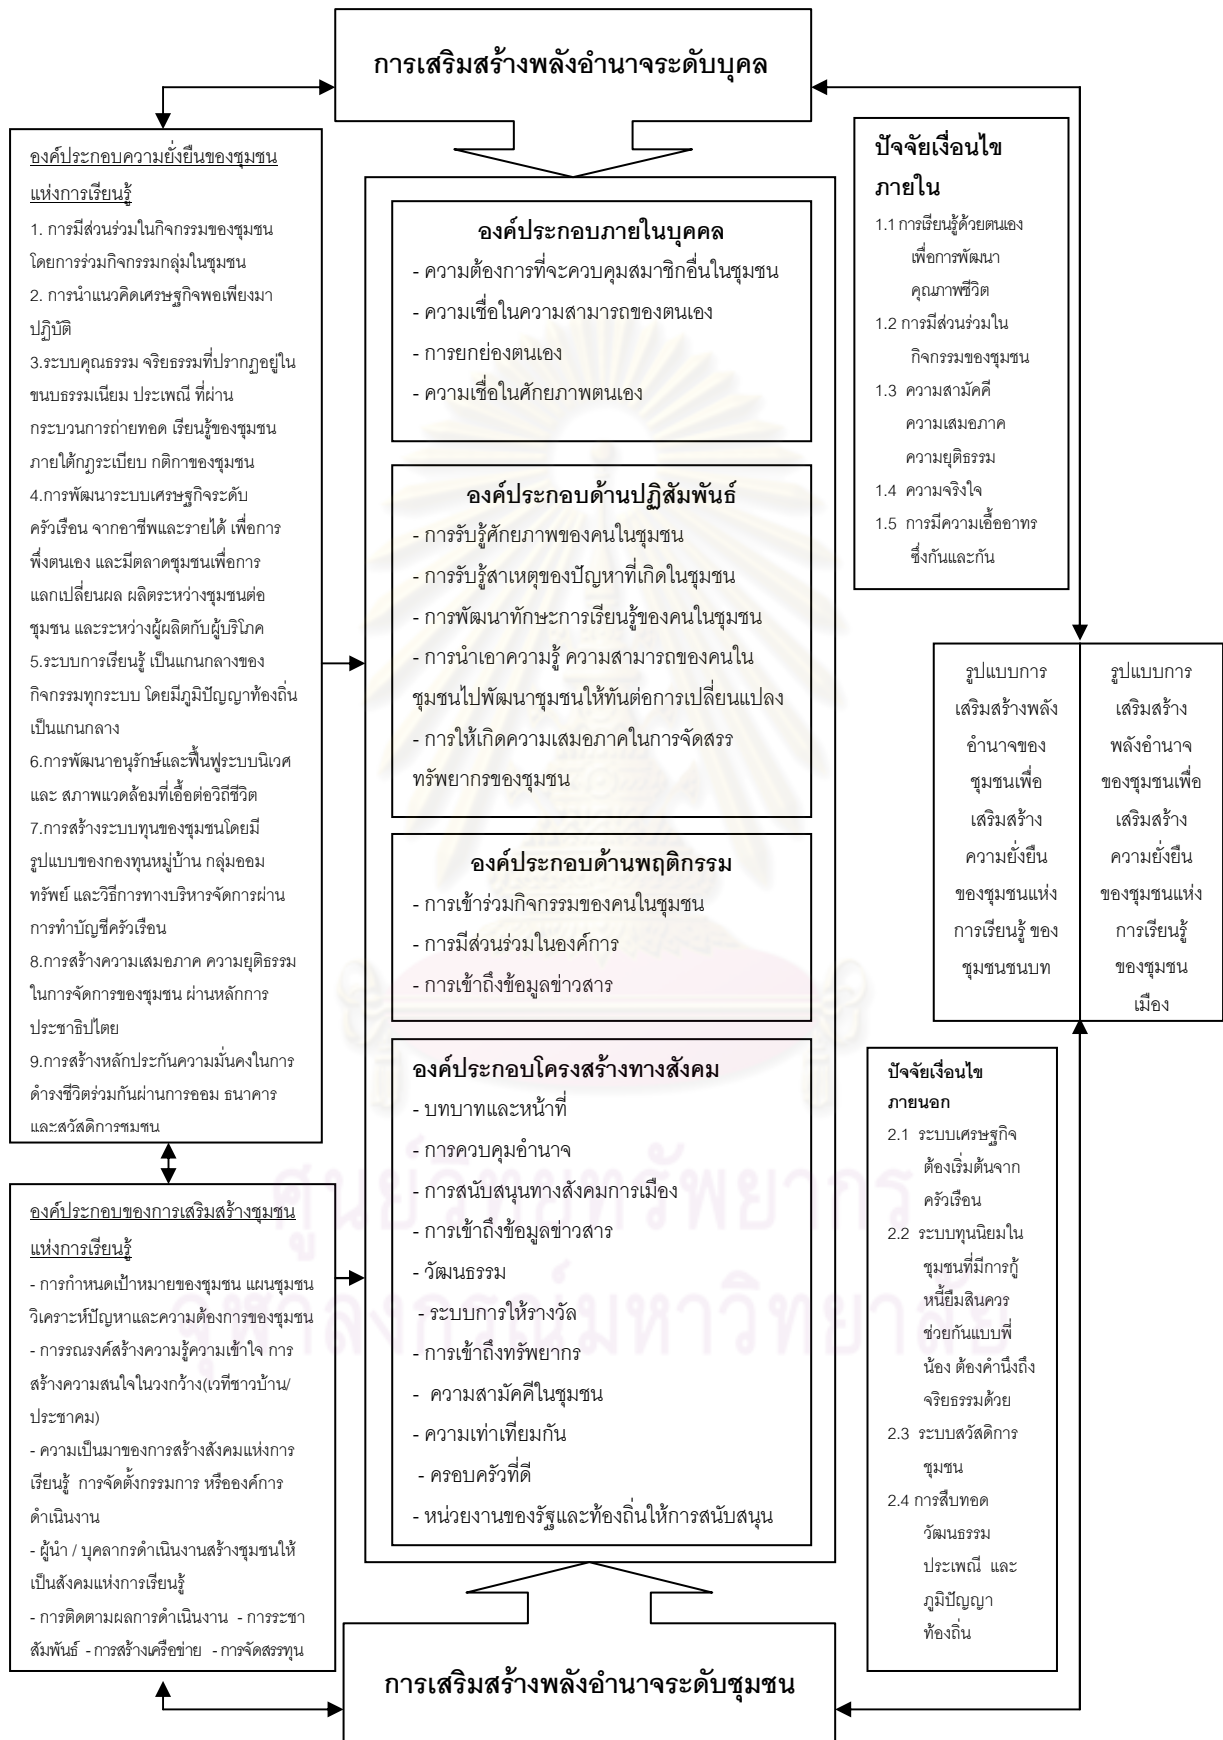 การเสริมสร้างพลังอำนาจระดับบุคล
องค์ประกอบความยั่งยืนของชุมชน
แห่งการเรียนรู้
1. การมีส่วนร่วมในกิจกรรมของชุมชน
โดยการร่วมกิจกรรมกลุ่มในชุมชน
2. การนำแนวคิดเศรษฐกิจพอเพียงมา
ปฏิบัติ
3.ระบบคุณธรรม จริยธรรมที่ปรากฏอยู่ใน
ขนบธรรมเนียม ประเพณี ที่ผ่าน
กระบวนการถ่ายทอด เรียนรู้ของชุมชน
ภายใต้กฎระเบียบ กติกาของชุมชน
4.การพัฒนาระบบเศรษฐกิจระดับ
ครัวเรือน จากอาชีพและรายได้ เพื่อการ
พึ่งตนเอง และมีตลาดชุมชนเพื่อการ
แลกเปลี่ยนผล ผลิตระหว่างชุมชนต่อ
ชุมชน และระหว่างผู้ผลิตกับผู้บริโภค
5.ระบบการเรียนรู้ เป็นแกนกลางของ
กิจกรรมทุกระบบ โดยมีภูมิปัญญาท้องถิ่น
เป็นแกนกลาง
6.การพัฒนาอนุรักษ์และฟื้นฟูระบบนิเวศ
และ สภาพแวดล้อมที่เอื้อต่อวิถีชีวิต
7.การสร้างระบบทุนของชุมชนโดยมี
รูปแบบของกองทุนหมู่บ้าน กลุ่มออม
ทรัพย์ และวิธีการทางบริหารจัดการผ่าน
การทำบัญชีครัวเรือน
8.การสร้างความเสมอภาค ความยุติธรรม
ในการจัดการของชุมชน ผ่านหลักการ
ประชาธิปไตย
9.การสร้างหลักประกันความมั่นคงในการ
ดำรงชีวิตร่วมกันผ่านการออม ธนาคาร
และสวัสดิการชุมชน
องค์ประกอบของการเสริมสร้างชุมชน
แห่งการเรียนรู้
- การกำหนดเป้าหมายของชุมชน แผนชุมชน
วิเคราะห์ปัญหาและความต้องการของชุมชน
- การรณรงค์สร้างความรู้ความเข้าใจ การ
สร้างความสนใจในวงกว้าง(เวทีชาวบ้าน/
ประชาคม)
- ความเป็นมาของการสร้างสังคมแห่งการ
เรียนรู้ การจัดตั้งกรรมการ หรือองค์การ
ดำเนินงาน
- ผู้นำ / บุคลากรดำเนินงานสร้างชุมชนให้
เป็นสังคมแห่งการเรียนรู้
- การติดตามผลการดำเนินงาน - การระชา
สัมพันธ์ - การสร้างเครือข่าย - การจัดสรรทุน
องค์ประกอบภายในบุคคล
- ความต้องการที่จะควบคุมสมาชิกอื่นในชุมชน
- ความเชื่อในความสามารถของตนเอง
- การยกย่องตนเอง
- ความเชื่อในศักยภาพตนเอง
องค์ประกอบด้านปฏิสัมพันธ์
- การรับรู้ศักยภาพของคนในชุมชน
- การรับรู้สาเหตุของปัญหาที่เกิดในชุมชน
- การพัฒนาทักษะการเรียนรู้ของคนในชุมชน
- การนำเอาความรู้ ความสามารถของคนใน
ชุมชนไปพัฒนาชุมชนให้ทันต่อการเปลี่ยนแปลง
- การให้เกิดความเสมอภาคในการจัดสรร
ทรัพยากรของชุมชน
องค์ประกอบด้านพฤติกรรม
- การเข้าร่วมกิจกรรมของคนในชุมชน
- การมีส่วนร่วมในองค์การ
- การเข้าถึงข้อมูลข่าวสาร
องค์ประกอบโครงสร้างทางสังคม
- บทบาทและหน้าที่
- การควบคุมอำนาจ
- การสนับสนุนทางสังคมการเมือง
- การเข้าถึงข้อมูลข่าวสาร
- วัฒนธรรม
- ระบบการให้รางวัล
- การเข้าถึงทรัพยากร
- ความสามัคคีในชุมชน
- ความเท่าเทียมกัน
- ครอบครัวที่ดี
- หน่วยงานของรัฐและท้องถิ่นให้การสนับสนุน
การเสริมสร้างพลังอำนาจระดับชุมชน
ปัจจัยเงื่อนไข
ภายใน
1.1 การเรียนรู้ด้วยตนเอง
เพื่อการพัฒนา
คุณภาพชีวิต
1.2 การมีส่วนร่วมใน
กิจกรรมของชุมชน
1.3 ความสามัคคี
ความเสมอภาค
ความยุติธรรม
1.4 ความจริงใจ
1.5 การมีความเอื้ออาทร
ซึ่งกันและกัน
รูปแบบการ
เสริมสร้างพลัง
อำนาจของ
ชุมชนเพื่อ
เสริมสร้าง
ความยั่งยืน
ของชุมชนแห่ง
การเรียนรู้ ของ
ชุมชนชนบท
รูปแบบการ
เสริมสร้าง
พลังอำนาจ
ของชุมชนเพื่อ
เสริมสร้าง
ความยั่งยืน
ของชุมชนแห่ง
การเรียนรู้
ของชุมชน
เมือง
ปัจจัยเงื่อนไข
ภายนอก
2.1 ระบบเศรษฐกิจ
ต้องเริ่มต้นจาก
ครัวเรือน
2.2 ระบบทุนนิยมใน
ชุมชนที่มีการกู้
หนี้ยืมสินควร
ช่วยกันแบบพี่
น้อง ต้องคำนึงถึง
จริยธรรมด้วย
2.3 ระบบสวัสดิการ
ชุมชน
2.4 การสืบทอด
วัฒนธรรม
ประเพณี และ
ภูมิปัญญา
ท้องถิ่น
ศูนย์วิทยทรัพยากร
จุฬาลงกรณ์มหาวิทยาลัย